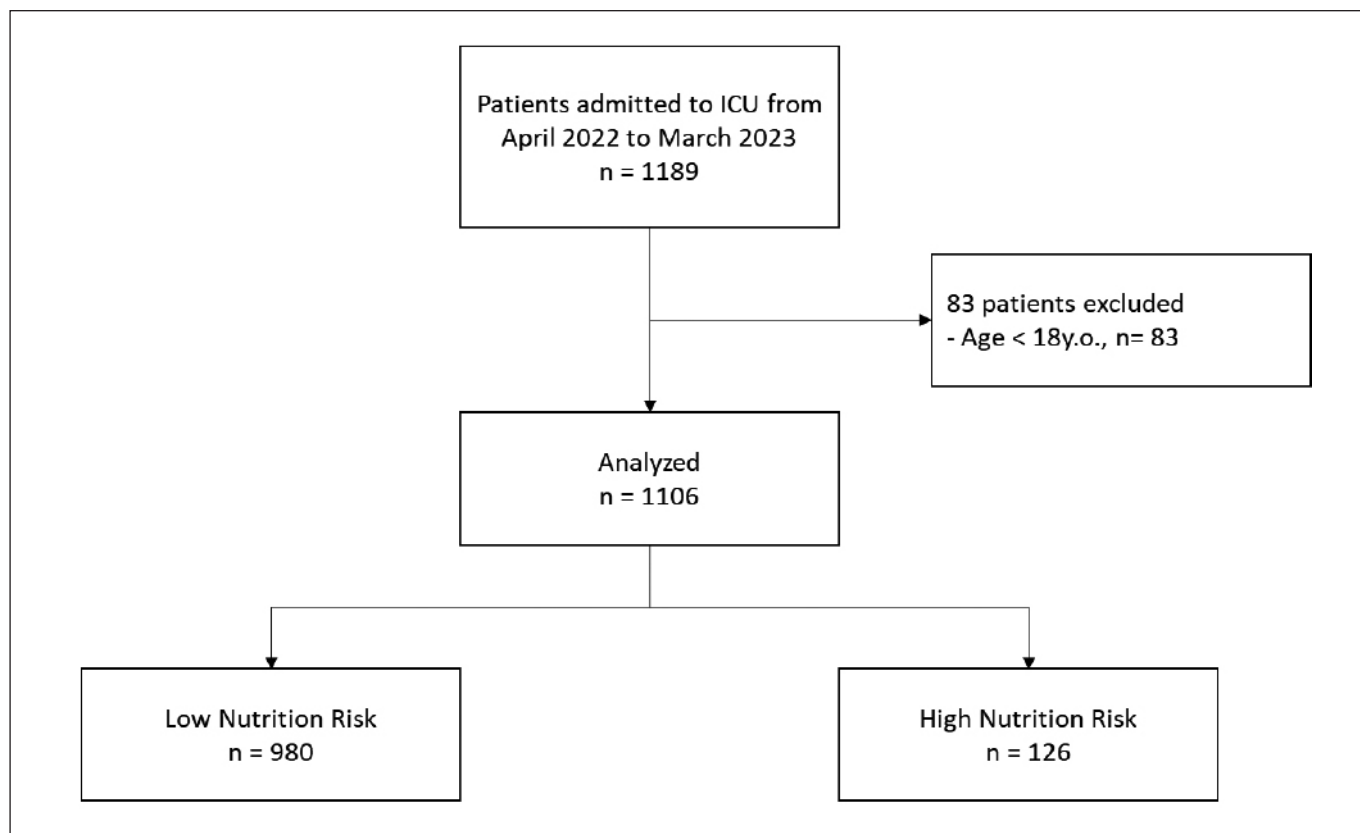 Patients admitted to ICU from
April 2022 to March 2023
n = 1189
83 patients excluded
- Age < 18y.o., n= 83
Analyzed
n = 1106
Low Nutrition Risk
n = 980
High Nutrition Risk
n = 126